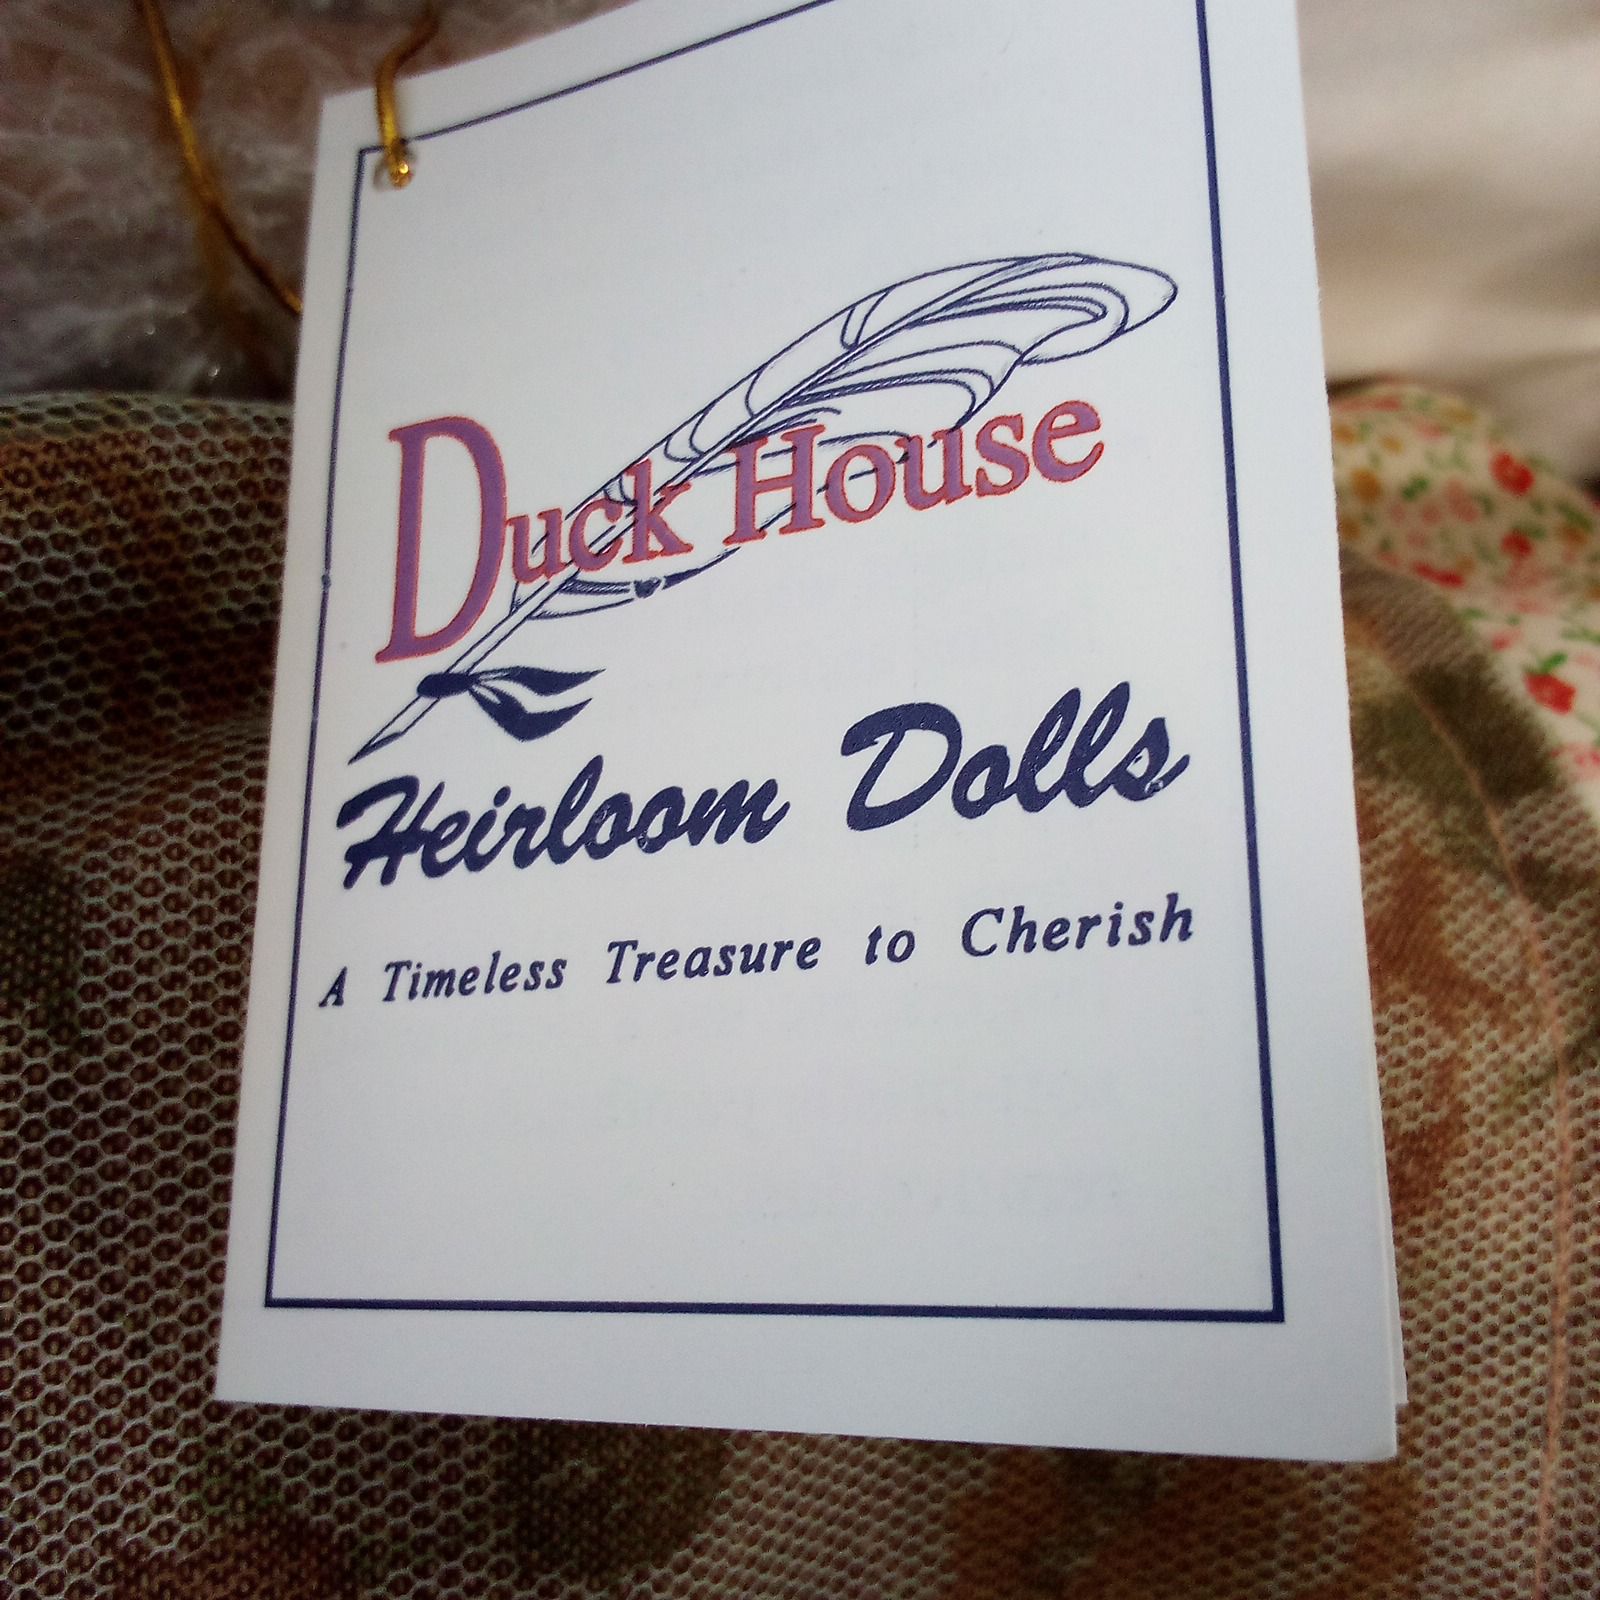 Duck House
Heirloom Dolls
A Timeless Treasure to Cherish